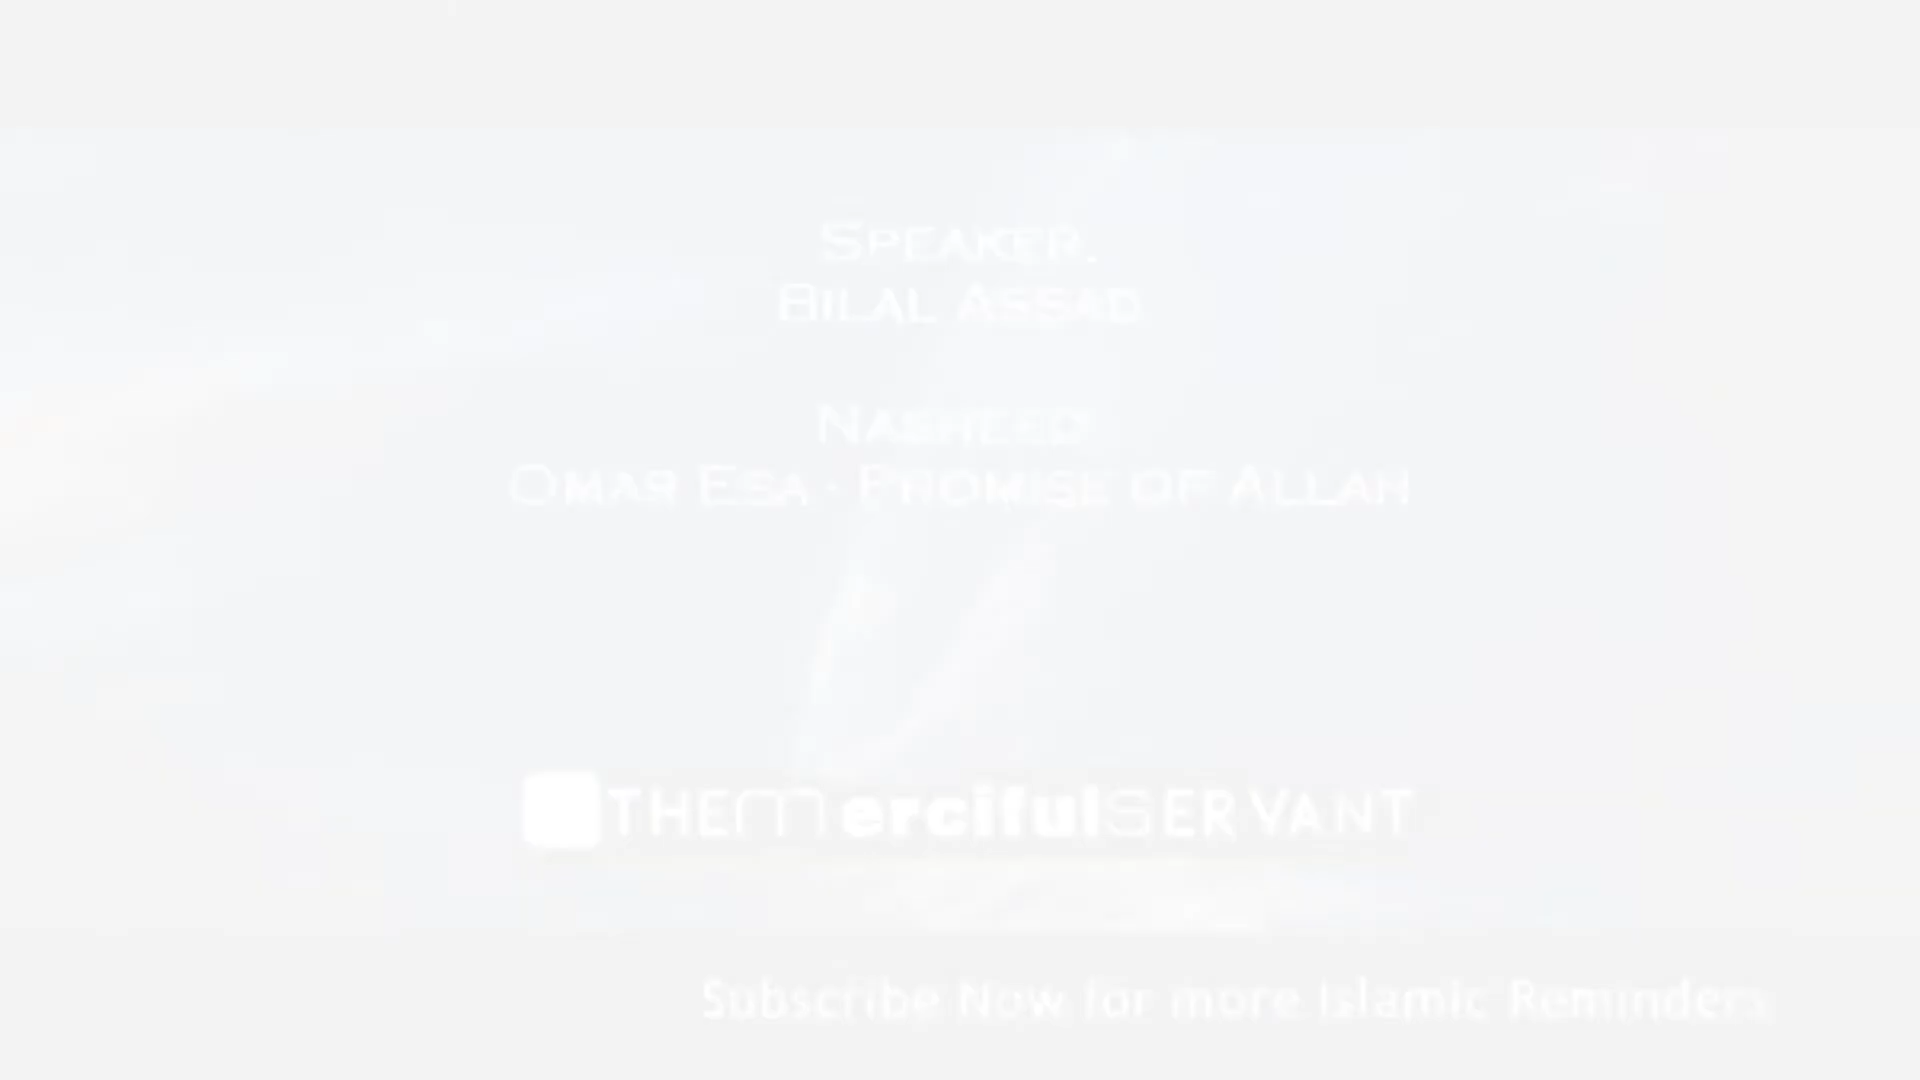 SPEAKER:
BILAL ASSAD
NASHEED:
OMAR ESA - PROMISE OF ALLAH
THEMercifulSERVANT
Subscribe Now for more Islamic Reminders